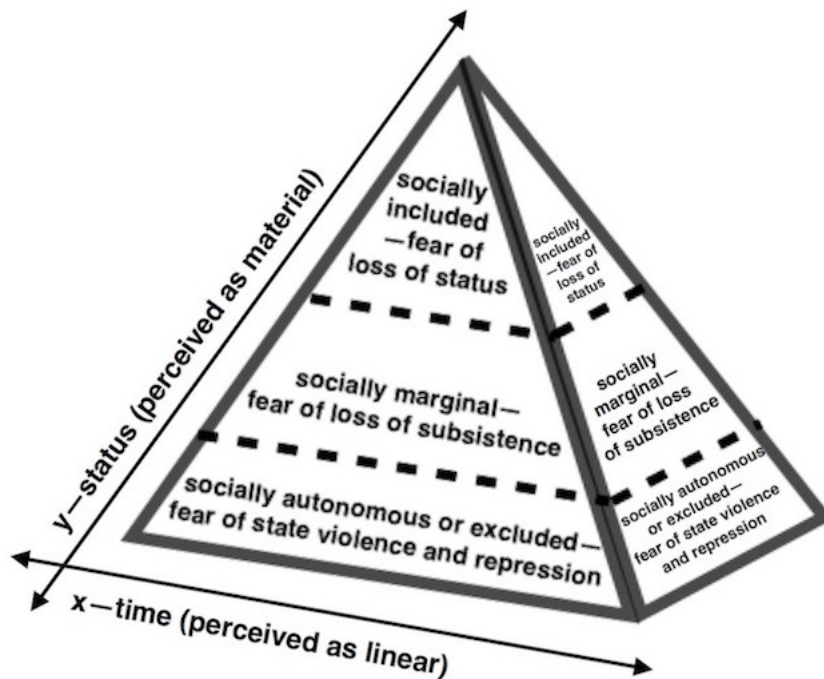 y—status (perceived as material)
socially
included
—fear of
loss of status
socially marginal—
fear of loss of subsistence
socially autonomous or excluded—
fear of state violence and repression
socially
included
—fear of
loss of
status
socially
marginal—
fear of loss
of subsistence
socially autonomous
or excluded—
fear of state violence
and repression
x—time (perceived as linear)